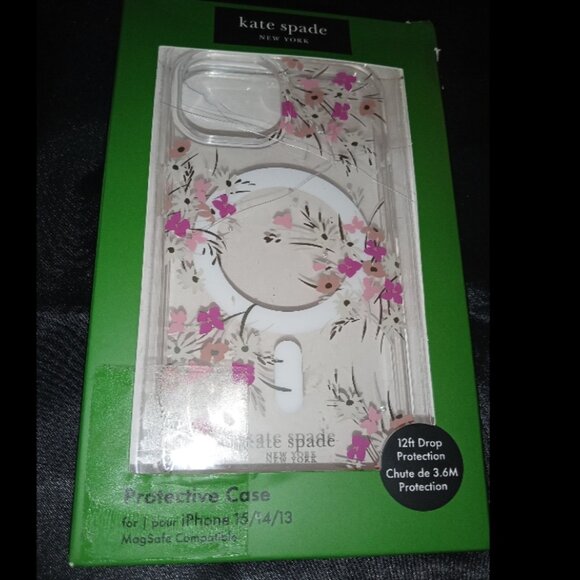 kate spade
NEW YORK
kate spade
NEW YORK
12ft Drop
Protection
Chute de 3.6M
Protection
Protective Case
for | pour iPhone 15/14/13
MagSafe Compatible